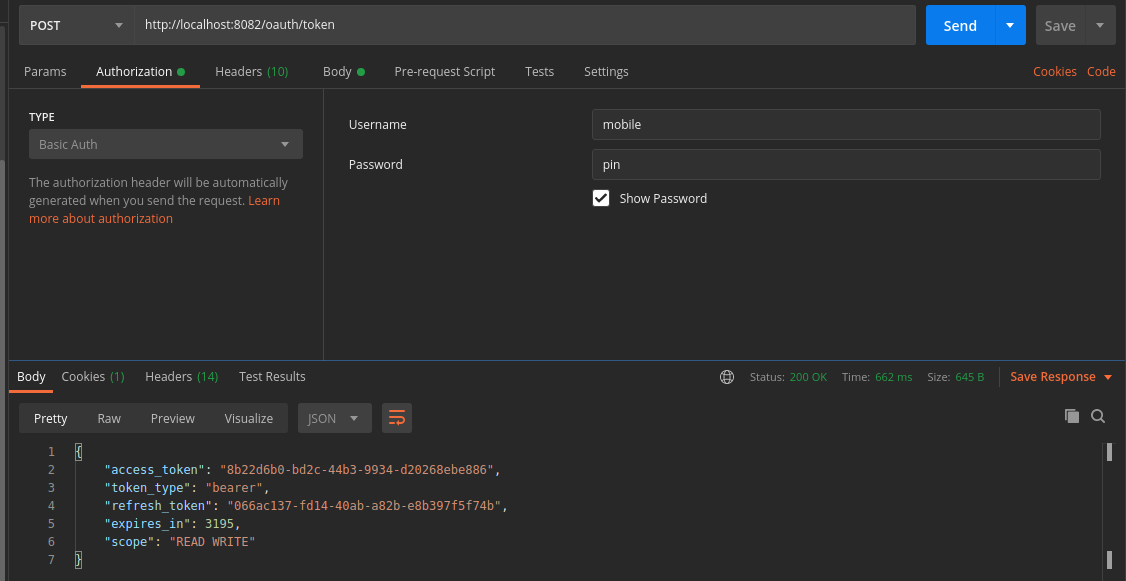 POST http://localhost:8082/oauth/token Send Save
Params Authorization Headers (10) Body Pre-request Script Tests Settings Cookies Code
TYPE
Basic Auth
The authorization header will be automatically
generated when you send the request. Learn
more about authorization
Username mobile
Password pin
Show Password
Body Cookies (1) Headers (14) Test Results Status: 200 OK Time: 662 ms Size: 645 B Save Response
Pretty Raw Preview Visualize JSON
1 {
2 "access_token": "8b22d6b0-bd2c-44b3-9934-d20268ebe886",
3 "token_type": "bearer",
4 "refresh_token": "066ac137-fd14-40ab-a82b-e8b397f5f74b",
5 "expires_in": 3195,
6 "scope": "READ WRITE"
7 }